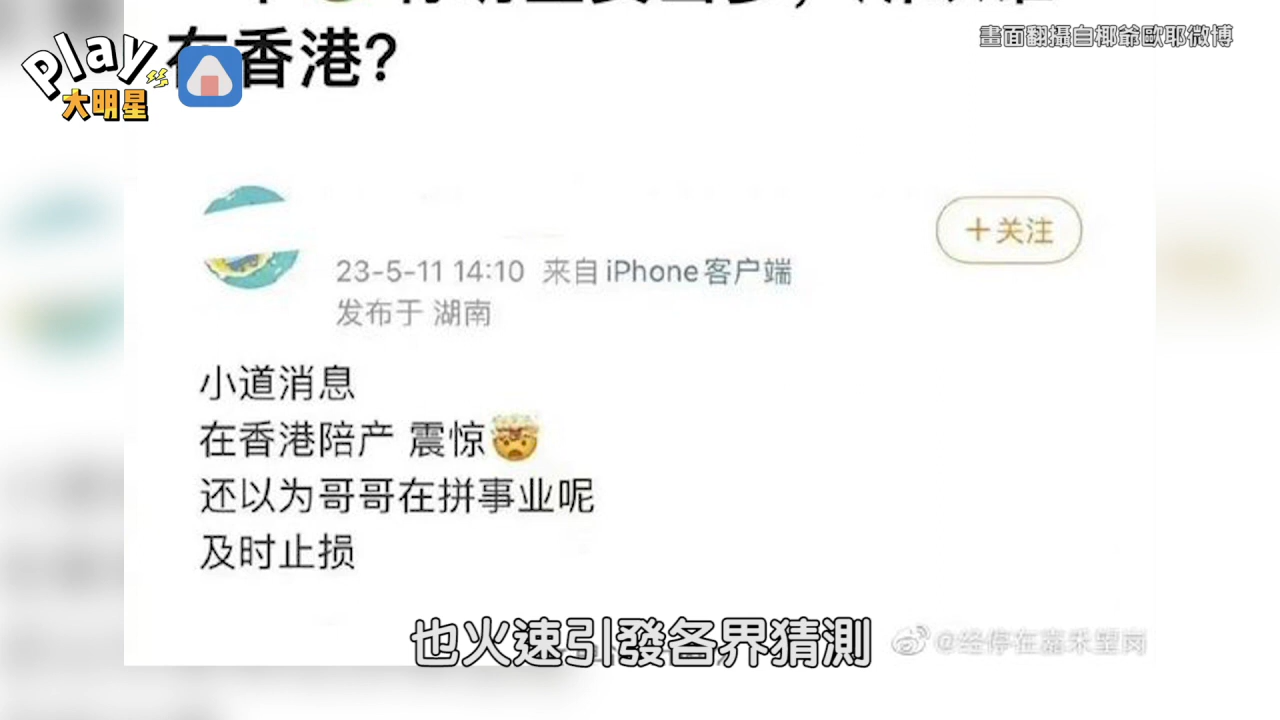 在香港?
畫面翻攝自椰爺歐耶微博
Play
大明星
+关注
23-5-11 14:10 来自 iPhone客户端
发布于 湖南
小道消息
在香港陪产 震惊🤯
还以为哥哥在拼事业呢
及时止损
也火速引發各界猜測